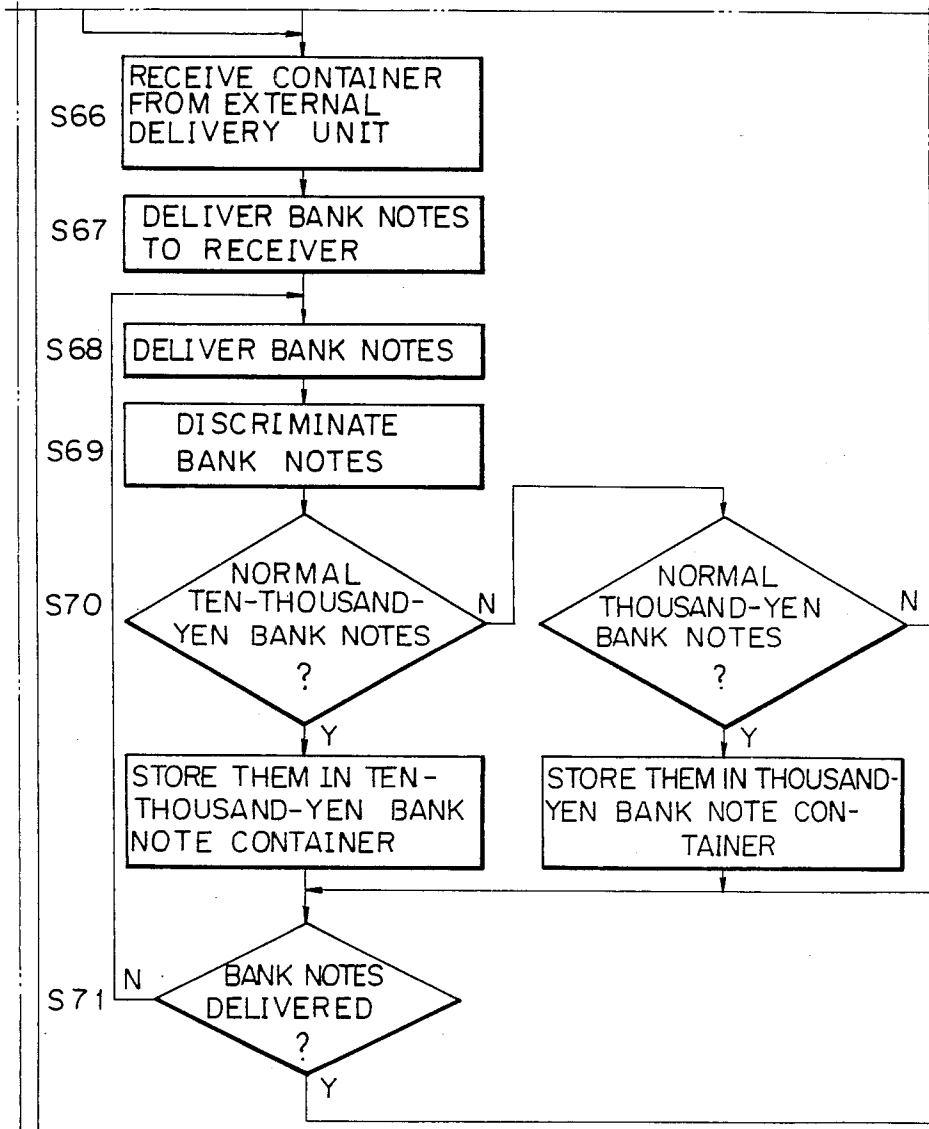 RECEIVE CONTAINER
FROM EXTERNAL
S66
DELIVERY UNIT
DELIVER BANK NOTES
S67
TO RECEIVER
S68
DELIVER BANK NOTES
DISCRIMINATE
S69
BANK NOTES
NORMAL
TEN-THOUSAND-
S70
YEN BANK NOTES
?
N
Y
NORMAL
THOUSAND-YEN
BANK NOTES
?
N
Y
STORE THEM IN TEN-
THOUSAND-YEN BANK
NOTE CONTAINER
STORE THEM IN THOUSAND-
YEN BANK NOTE CON-
TAINER
N
BANK NOTES
S71
DELIVERED
?
Y